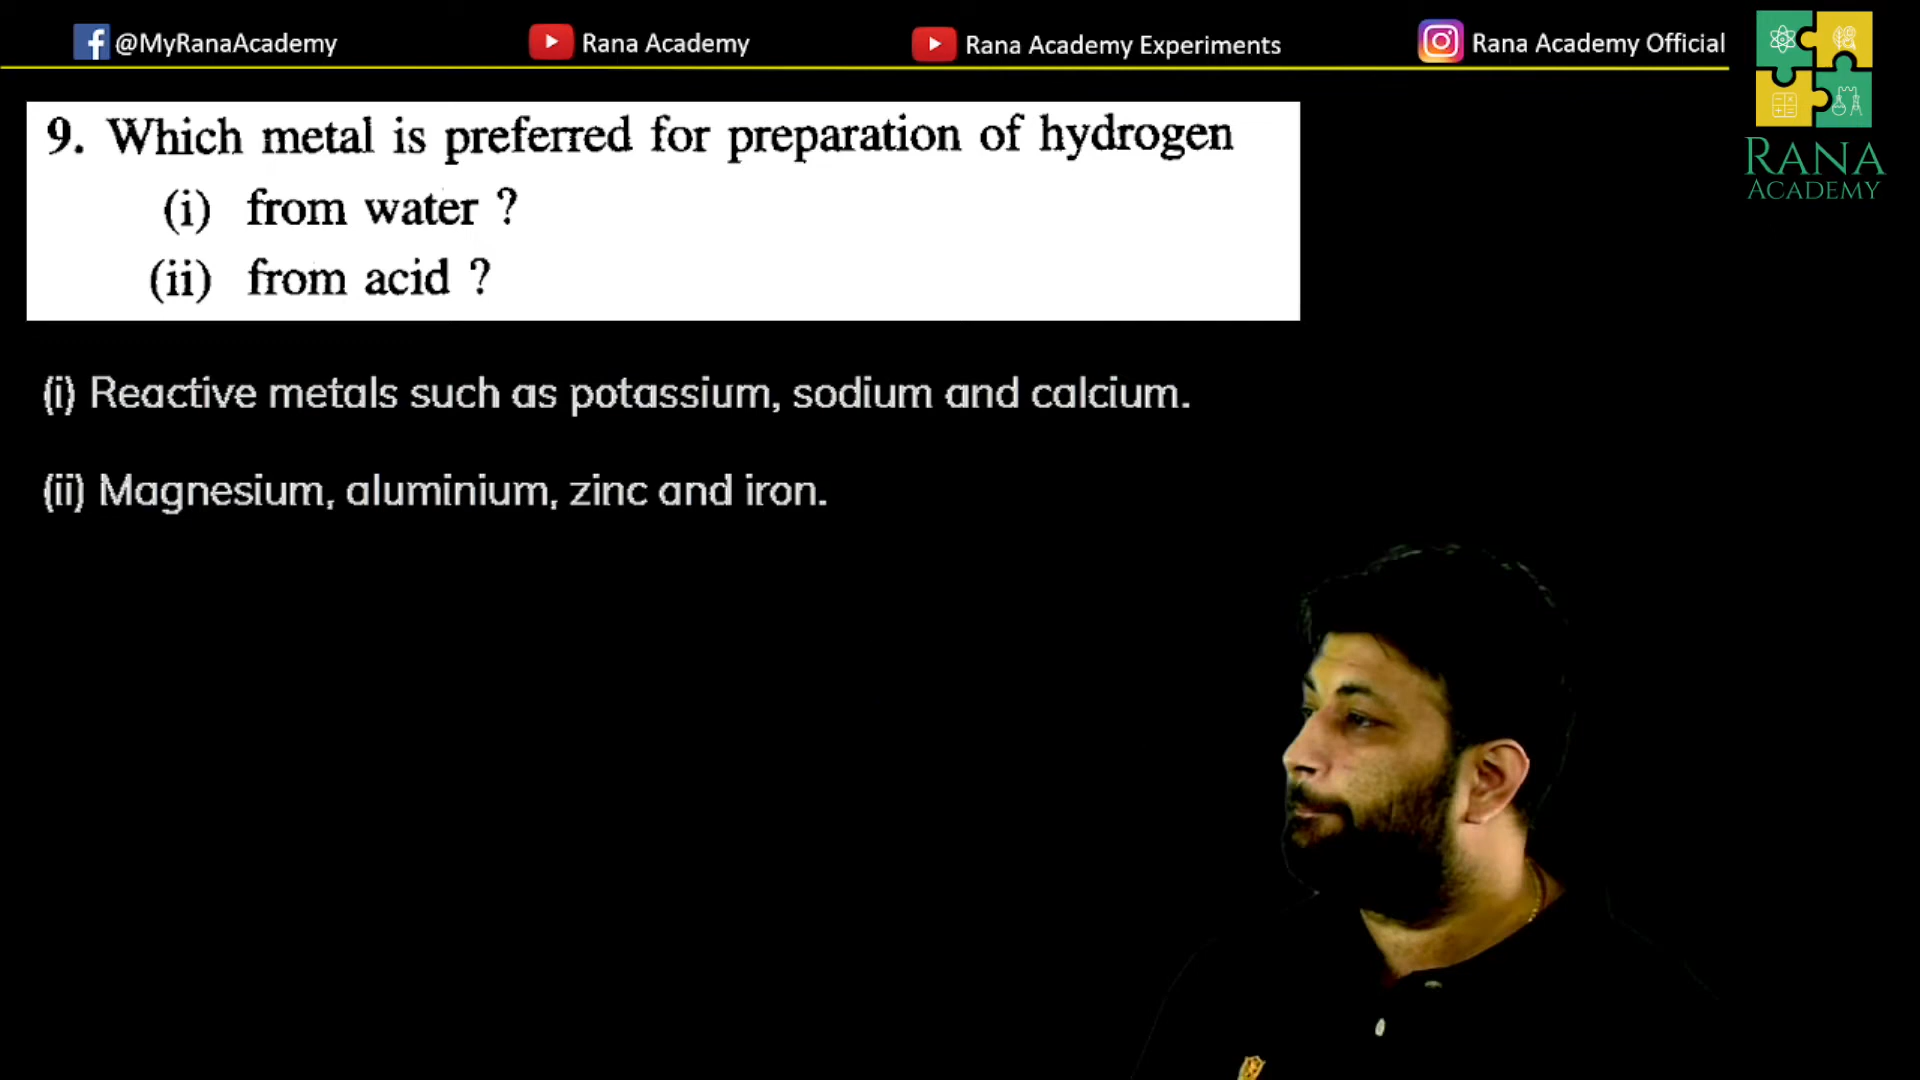 @MyRanaAcademy Rana Academy Rana Academy Experiments Rana Academy Official
RANA
ACADEMY
9. Which metal is preferred for preparation of hydrogen
(i) from water ?
(ii) from acid ?
(i) Reactive metals such as potassium, sodium and calcium.
(ii) Magnesium, aluminium, zinc and iron.